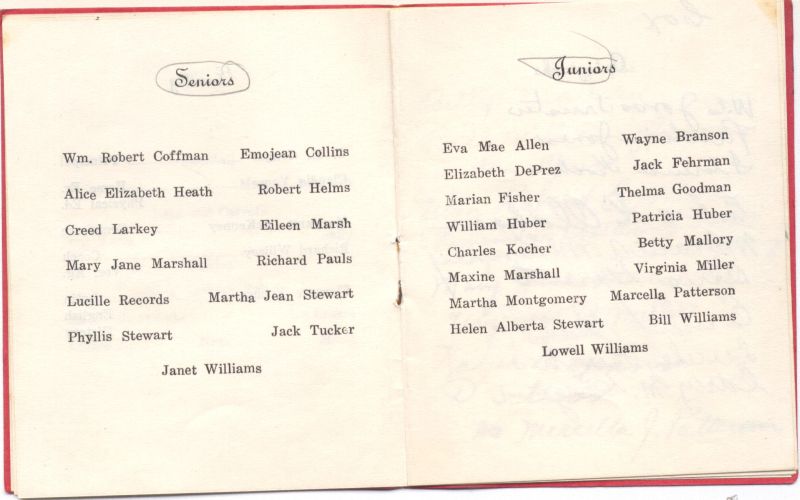 Seniors
Wm. Robert Coffman Emojean Collins
Alice Elizabeth Heath Robert Helms
Creed Larkey Eileen Marsh
Mary Jane Marshall Richard Pauls
Lucille Records Martha Jean Stewart
Phyllis Stewart Jack Tucker
Janet Williams
Juniors
Eva Mae Allen Wayne Branson
Elizabeth DePrez Jack Fehrman
Marian Fisher Thelma Goodman
William Huber Patricia Huber
Charles Kocher Betty Mallory
Maxine Marshall Virginia Miller
Martha Montgomery Marcella Patterson
Helen Alberta Stewart Bill Williams
Lowell Williams